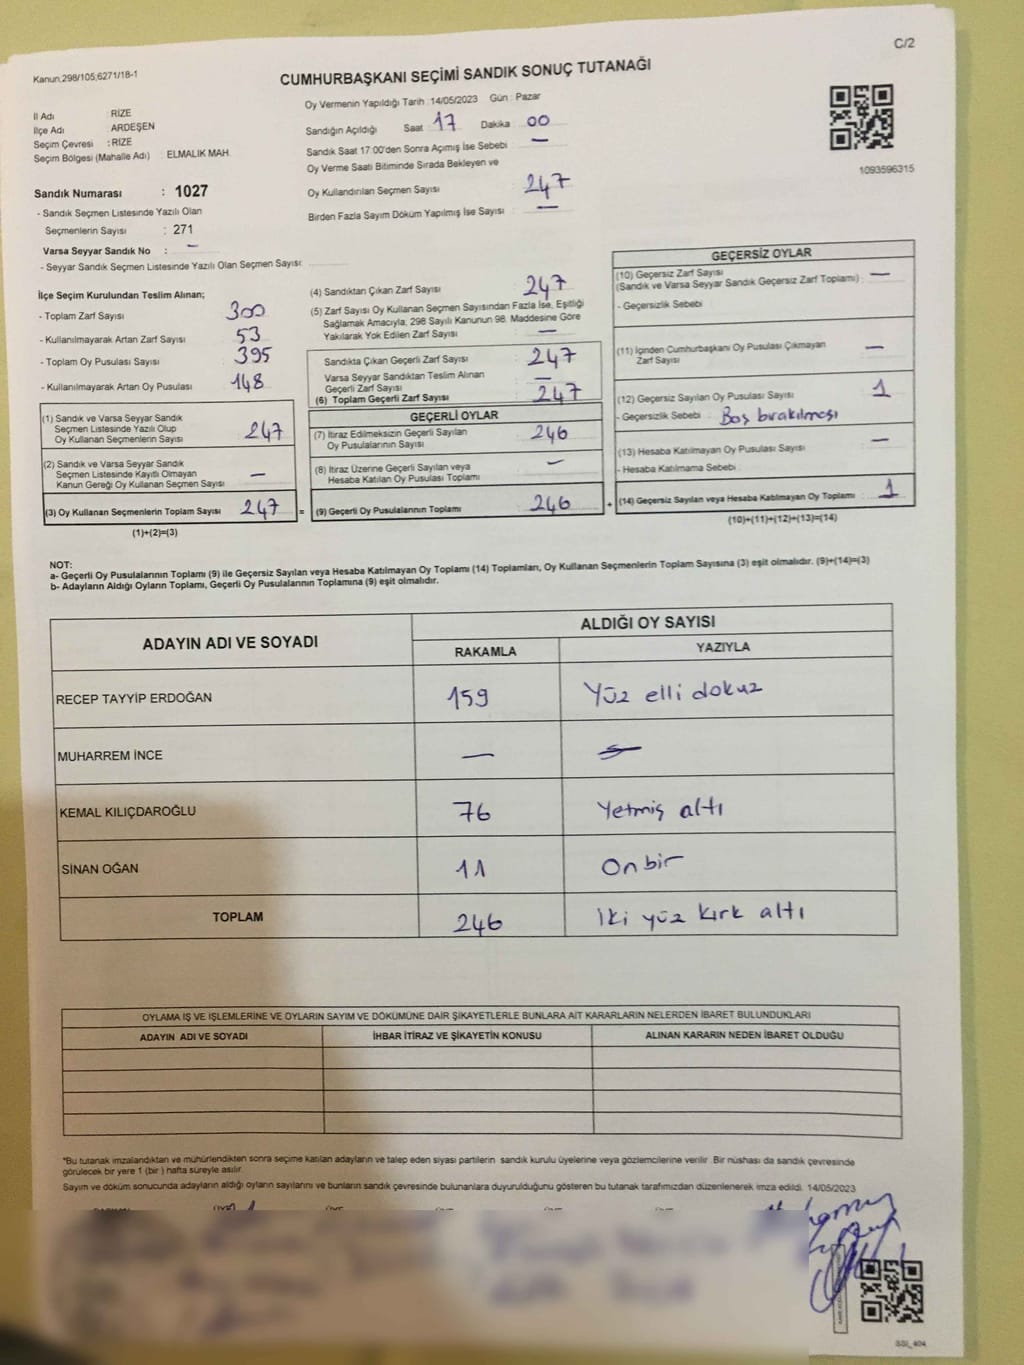 C/2
Kanun;298/105;6271/18-1
CUMHURBAŞKANI SEÇİMİ SANDIK SONUÇ TUTANAĞI
İl Adı : RİZE
İlçe Adı : ARDEŞEN
Seçim Çevresi : RİZE
Seçim Bölgesi (Mahalle Adı) : ELMALIK MAH.
Sandık Numarası : 1027
- Sandık Seçmen Listesinde Yazılı Olan
Seçmenlerin Sayısı : 271
Varsa Seyyar Sandık No : —
- Seyyar Sandık Seçmen Listesinde Yazılı Olan Seçmen Sayısı:
Oy Vermenin Yapıldığı Tarih :14/05/2023 Gün : Pazar
Sandığın Açıldığı Saat 17 Dakika 00
Sandık Saat 17:00'den Sonra Açımış İse Sebebi : —
Oy Verme Saati Bitiminde Sırada Bekleyen ve
Oy Kullandırılan Seçmen Sayısı : 247
Birden Fazla Sayım Döküm Yapılmış İse Sayısı : —
1093596315
İlçe Seçim Kurulundan Teslim Alınan;
- Toplam Zarf Sayısı : 300
- Kullanılmayarak Artan Zarf Sayısı : 53
- Toplam Oy Pusulası Sayısı : 395
- Kullanılmayarak Artan Oy Pusulası : 148
(1) Sandık ve Varsa Seyyar Sandık
Seçmen Listesinde Yazılı Olup
Oy Kullanan Seçmenlerin Sayısı : 247
(2) Sandık ve Varsa Seyyar Sandık
Seçmen Listesinde Kayıtlı Olmayan
Kanun Gereği Oy Kullanan Seçmen Sayısı : —
(3) Oy Kullanan Seçmenlerin Toplam Sayısı : 247 =
(1)+(2)=(3)
(4) Sandıktan Çıkan Zarf Sayısı : 247
(5) Zarf Sayısı Oy Kullanan Seçmen Sayısından Fazla İse, Eşitliği
Sağlamak Amacıyla, 298 Sayılı Kanunun 98. Maddesine Göre
Yakılarak Yok Edilen Zarf Sayısı : —
Sandıkta Çıkan Geçerli Zarf Sayısı : 247
Varsa Seyyar Sandıktan Teslim Alınan
Geçerli Zarf Sayısı : —
(6) Toplam Geçerli Zarf Sayısı : 247
GEÇERLİ OYLAR
(7) İtiraz Edilmeksizin Geçerli Sayılan
Oy Pusulalarının Sayısı : 246
(8) İtiraz Üzerine Geçerli Sayılan veya
Hesaba Katılan Oy Pusulası Toplamı : —
(9) Geçerli Oy Pusulalarının Toplamı : 246 +
GEÇERSİZ OYLAR
(10) Geçersiz Zarf Sayısı
(Sandık ve Varsa Seyyar Sandık Geçersiz Zarf Toplamı) : —
- Geçersizlik Sebebi
(11) İçinden Cumhurbaşkanı Oy Pusulası Çıkmayan
Zarf Sayısı : —
(12) Geçersiz Sayılan Oy Pusulası Sayısı : 1
- Geçersizlik Sebebi : Boş bırakılması
(13) Hesaba Katılmayan Oy Pusulası Sayısı : —
- Hesaba Katılmama Sebebi :
(14) Geçersiz Sayılan veya Hesaba Katılmayan Oy Toplamı : 1
(10)+(11)+(12)+(13)=(14)
NOT:
a- Geçerli Oy Pusulalarının Toplamı (9) ile Geçersiz Sayılan veya Hesaba Katılmayan Oy Toplamı (14) Toplamları, Oy Kullanan Seçmenlerin Toplam Sayısına (3) eşit olmalıdır. (9)+(14)=(3)
b- Adayların Aldığı Oyların Toplamı, Geçerli Oy Pusulalarının Toplamına (9) eşit olmalıdır.
ADAYIN ADI VE SOYADI ALDIĞI OY SAYISI
RAKAMLA YAZIYLA
RECEP TAYYİP ERDOĞAN 159 Yüz elli dokuz
MUHARREM İNCE — —
KEMAL KILIÇDAROĞLU 76 Yetmiş altı
SİNAN OĞAN 11 On bir
TOPLAM 246 İki yüz kırk altı
OYLAMA İŞ VE İŞLEMLERİNE VE OYLARIN SAYIM VE DÖKÜMÜNE DAİR ŞİKAYETLERLE BUNLARA AİT KARARLARIN NELERDEN İBARET BULUNDUKLARI
ADAYIN ADI VE SOYADI İHBAR İTİRAZ VE ŞİKAYETİN KONUSU ALINAN KARARIN NEDEN İBARET OLDUĞU
*Bu tutanak imzalandıktan ve mühürlendikten sonra seçime katılan adayların ve talep eden siyasi partilerin sandık kurulu üyelerine veya gözlemcilerine verilir. Bir nüshası da sandık çevresinde
görülecek bir yere 1 (bir) hafta süreyle asılır.
Sayım ve döküm sonucunda adayların aldığı oyların sayılarını ve bunların sandık çevresinde bulunanlara duyurulduğunu gösteren bu tutanak tarafımızdan düzenlenerek imza edildi. 14/05/2023
SSI_404